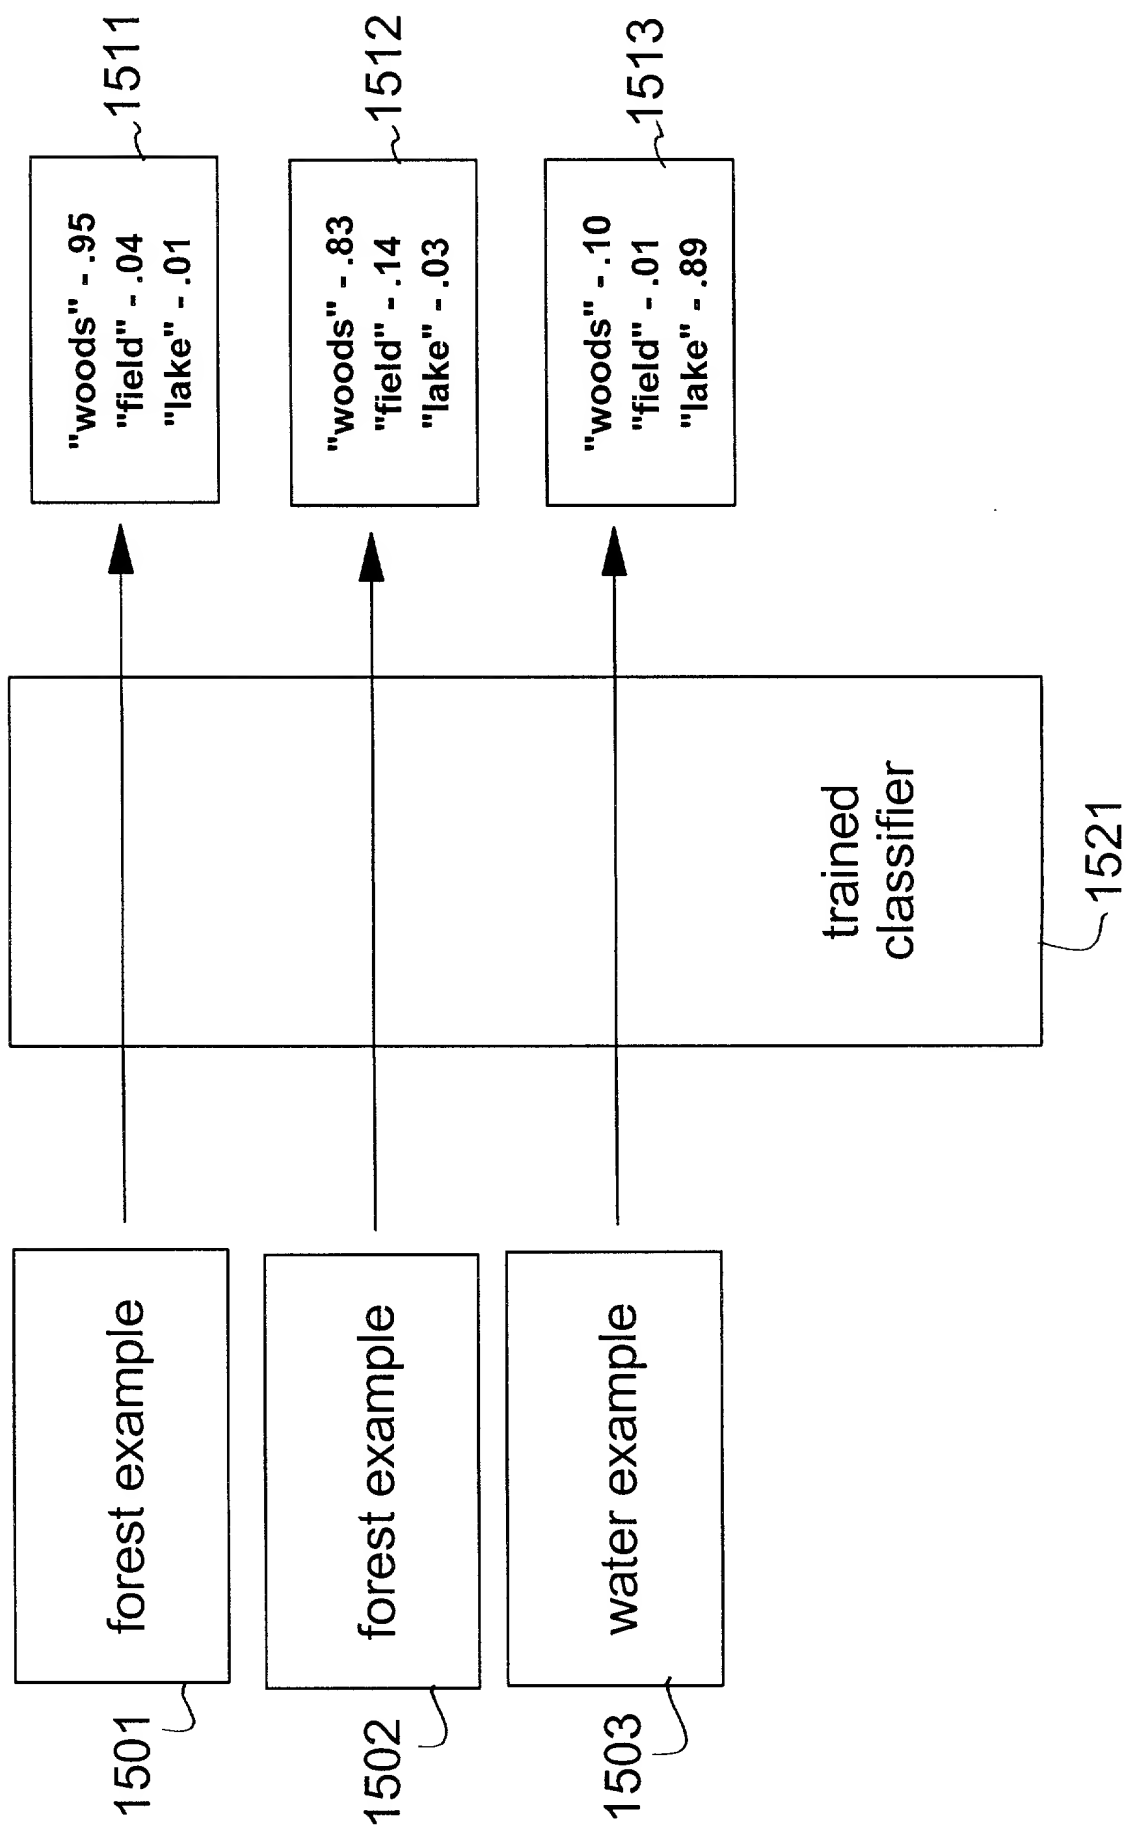 1501
forest example
"woods" - .95
"field" - .04
"lake" - .01
1511
1502
forest example
"woods" - .83
"field" - .14
"lake" - .03
1512
1503
water example
"woods" - .10
"field" - .01
"lake" - .89
1513
trained
classifier
1521